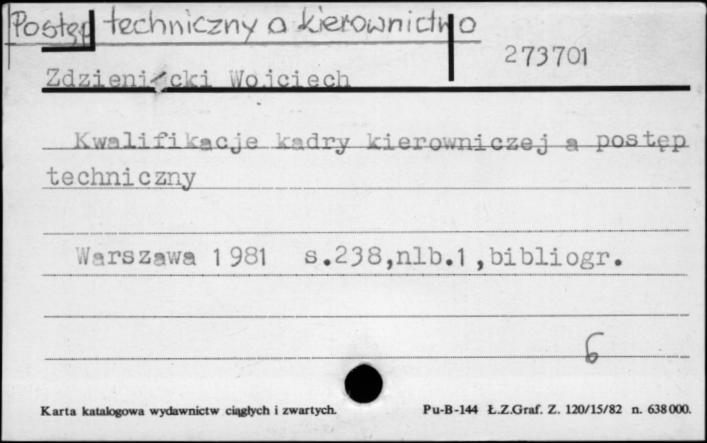 Postęp techniczny a kierownictwo
273701
Zdzieniecki Wojciech
Kwalifikacje kadry kierowniczej a postęp
techniczny
Warszawa 1981 s.238,nlb.1,bibliogr.
6
Karta katalogowa wydawnictw ciągłych i zwartych. Pu-B-144 Ł.Z.Graf. Z. 120/15/82 n. 638000.